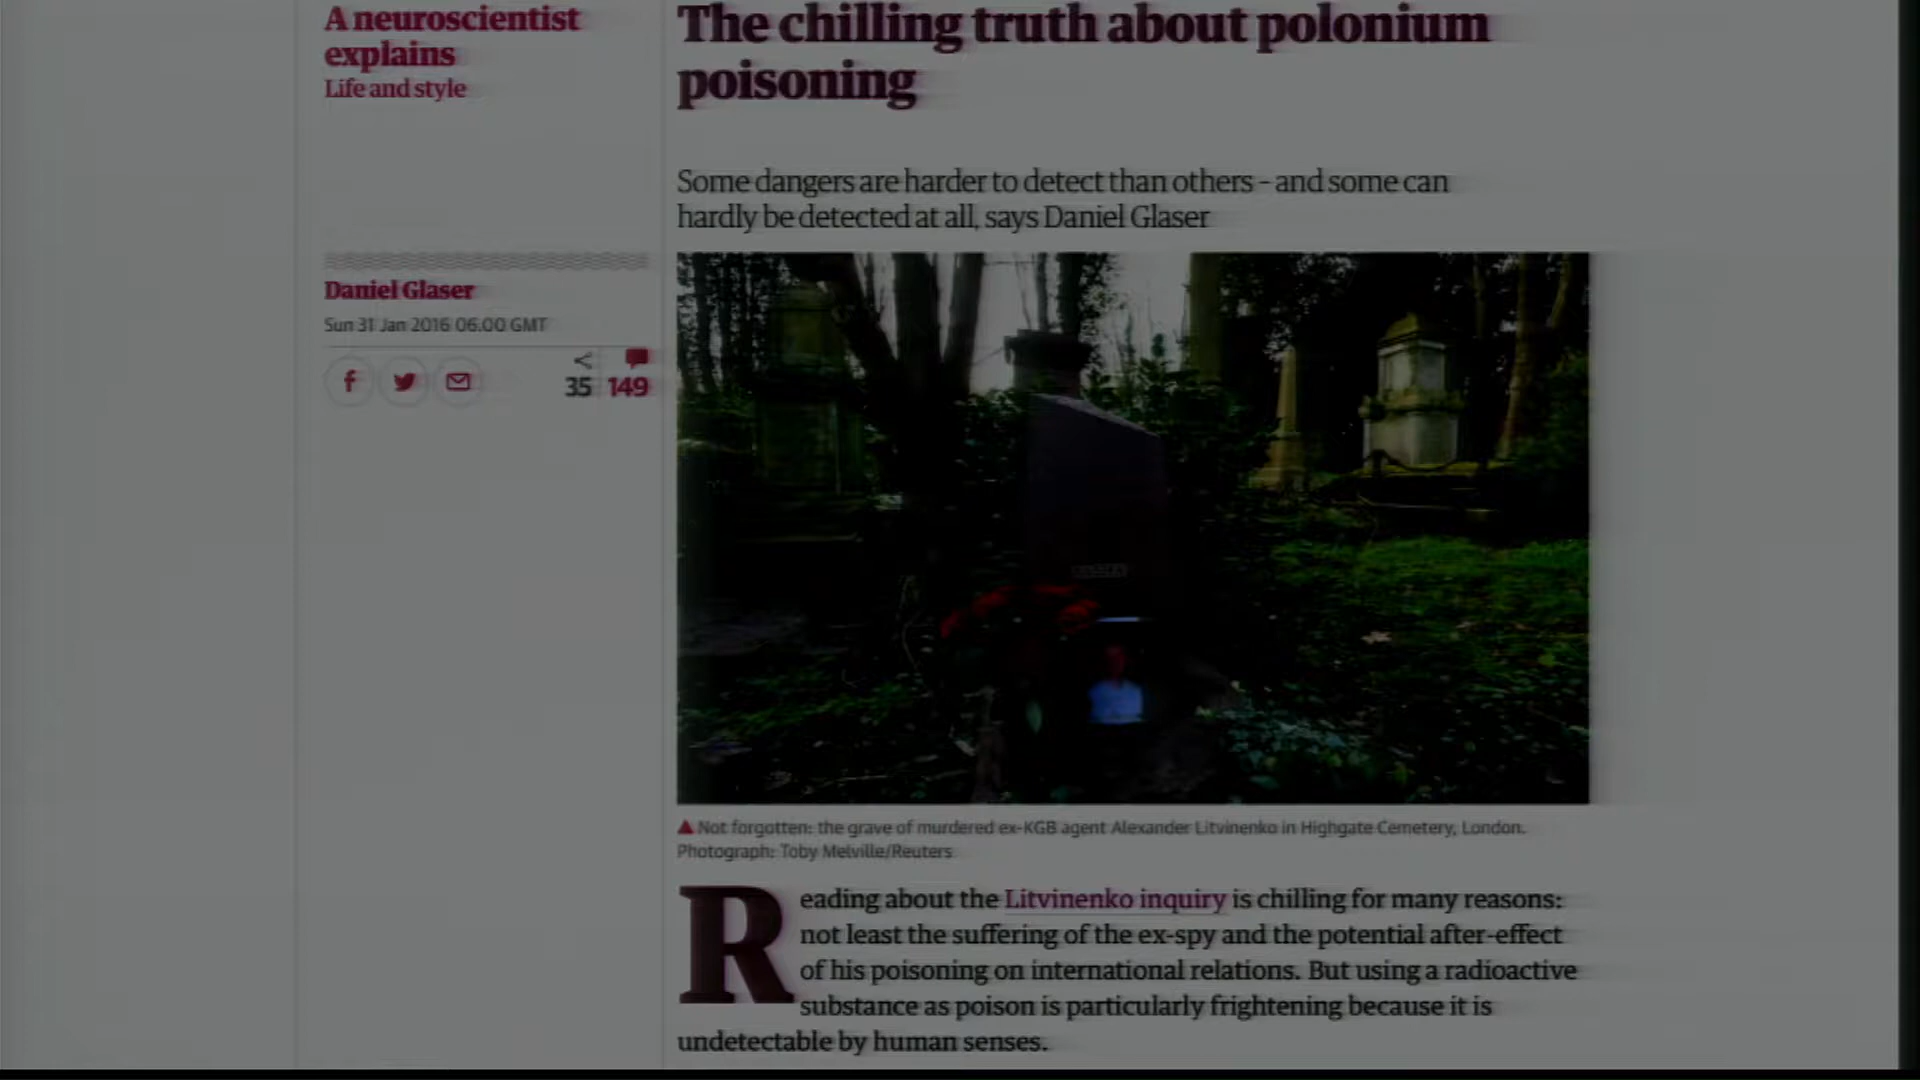 A neuroscientist
explains
Life and style
The chilling truth about polonium
poisoning
Some dangers are harder to detect than others – and some can
hardly be detected at all, says Daniel Glaser
Daniel Glaser
Sun 31 Jan 2016 06.00 GMT
35 149
Not forgotten: the grave of murdered ex-KGB agent Alexander Litvinenko in Highgate Cemetery, London.
Photograph: Toby Melville/Reuters
Reading about the Litvinenko inquiry is chilling for many reasons:
not least the suffering of the ex-spy and the potential after-effect
of his poisoning on international relations. But using a radioactive
substance as poison is particularly frightening because it is
undetectable by human senses.